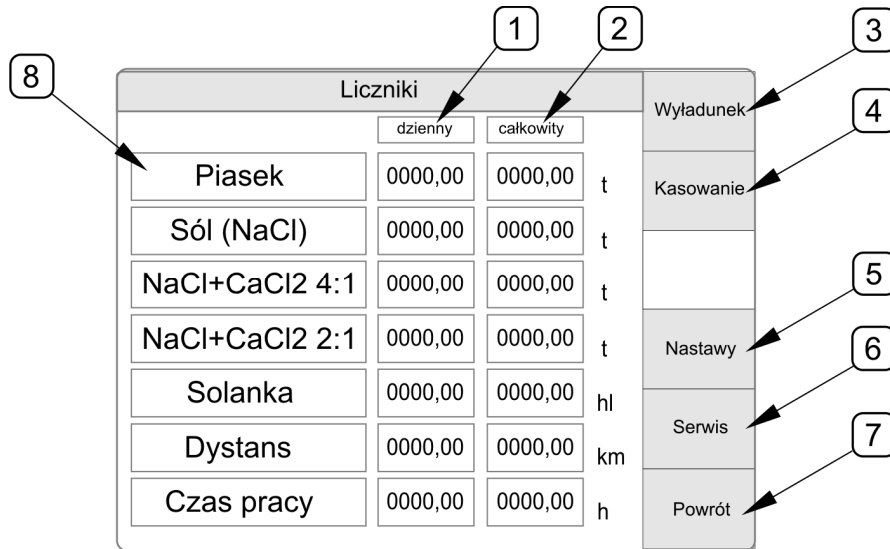 1 2 3
8 Liczniki Wyładunek 4
dzienny całkowity
Piasek 0000,00 0000,00 t Kasowanie
Sól (NaCl) 0000,00 0000,00 t
NaCl+CaCl2 4:1 0000,00 0000,00 t 5
NaCl+CaCl2 2:1 0000,00 0000,00 t Nastawy 6
Solanka 0000,00 0000,00 hl Serwis
Dystans 0000,00 0000,00 km 7
Czas pracy 0000,00 0000,00 h Powrót